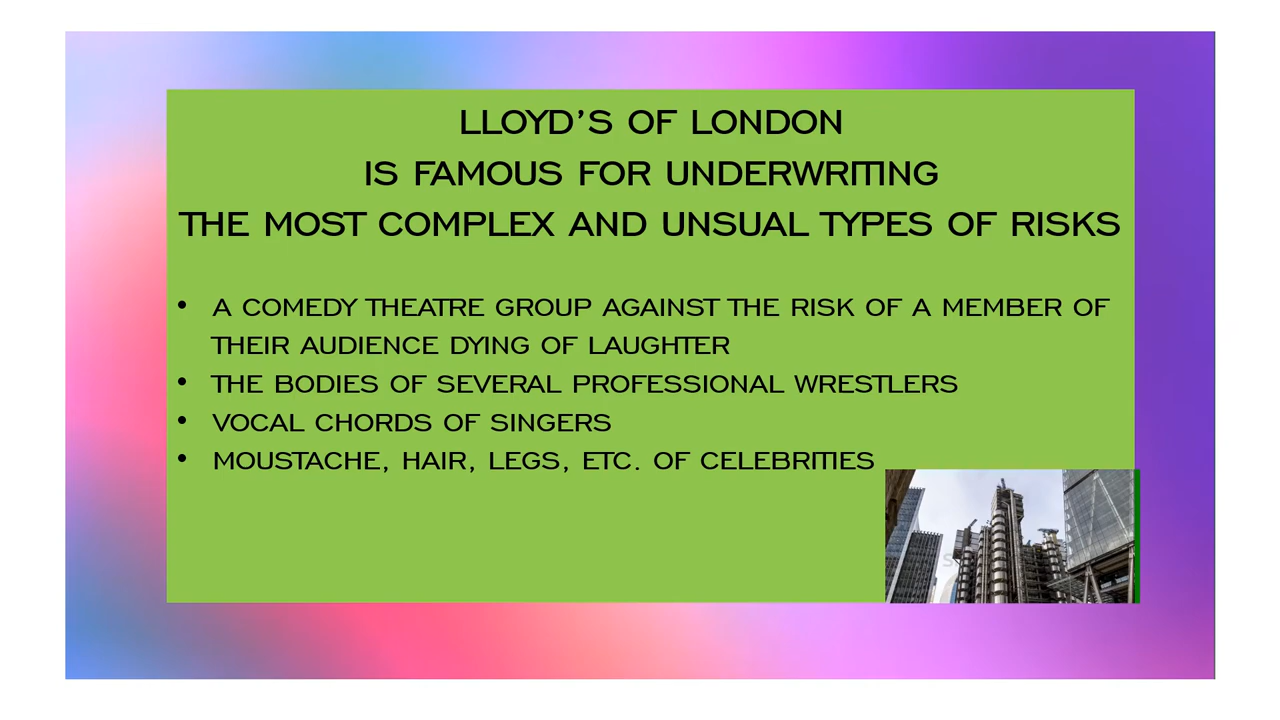 LLOYD'S OF LONDON
IS FAMOUS FOR UNDERWRITING
THE MOST COMPLEX AND UNSUAL TYPES OF RISKS
• A COMEDY THEATRE GROUP AGAINST THE RISK OF A MEMBER OF
THEIR AUDIENCE DYING OF LAUGHTER
• THE BODIES OF SEVERAL PROFESSIONAL WRESTLERS
• VOCAL CHORDS OF SINGERS
• MOUSTACHE, HAIR, LEGS, ETC. OF CELEBRITIES